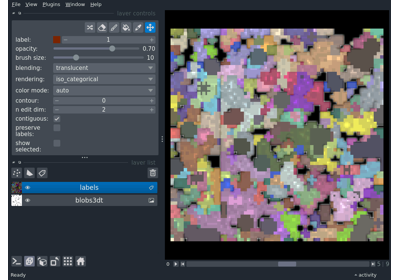 File View Plugins Window Help
layer controls
label: 1
opacity: 0.70
brush size: 10
blending: translucent
rendering: iso_categorical
color mode: auto
contour: 0
n edit dim: 2
contiguous:
preserve
labels:
show
selected:
layer list
labels
blobs3dt
Ready
activity